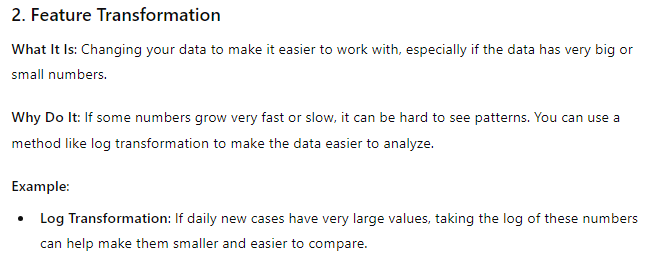 2. Feature Transformation
What It Is: Changing your data to make it easier to work with, especially if the data has very big or
small numbers.
Why Do It: If some numbers grow very fast or slow, it can be hard to see patterns. You can use a
method like log transformation to make the data easier to analyze.
Example:
• Log Transformation: If daily new cases have very large values, taking the log of these numbers
can help make them smaller and easier to compare.